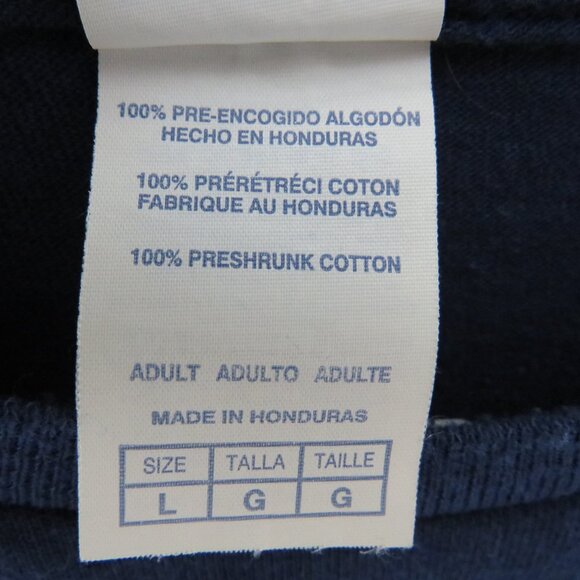 100% PRE-ENCOGIDO ALGODÓN
HECHO EN HONDURAS
100% PRÉRÉTRÉCI COTON
FABRIQUE AU HONDURAS
100% PRESHRUNK COTTON
ADULT ADULTO ADULTE
MADE IN HONDURAS
SIZE TALLA TAILLE
L G G